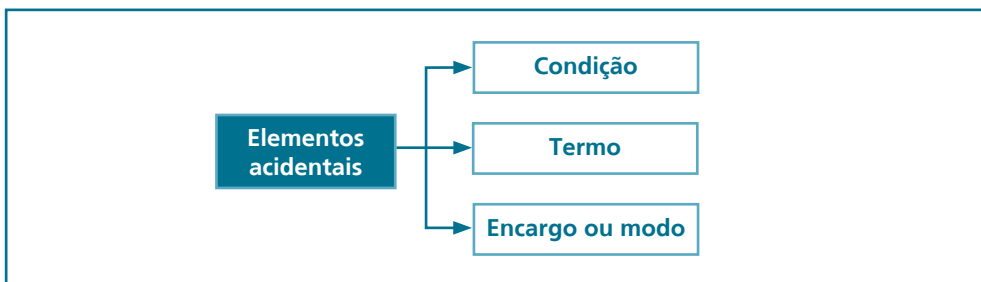 Elementos
acidentais
Condição
Termo
Encargo ou modo